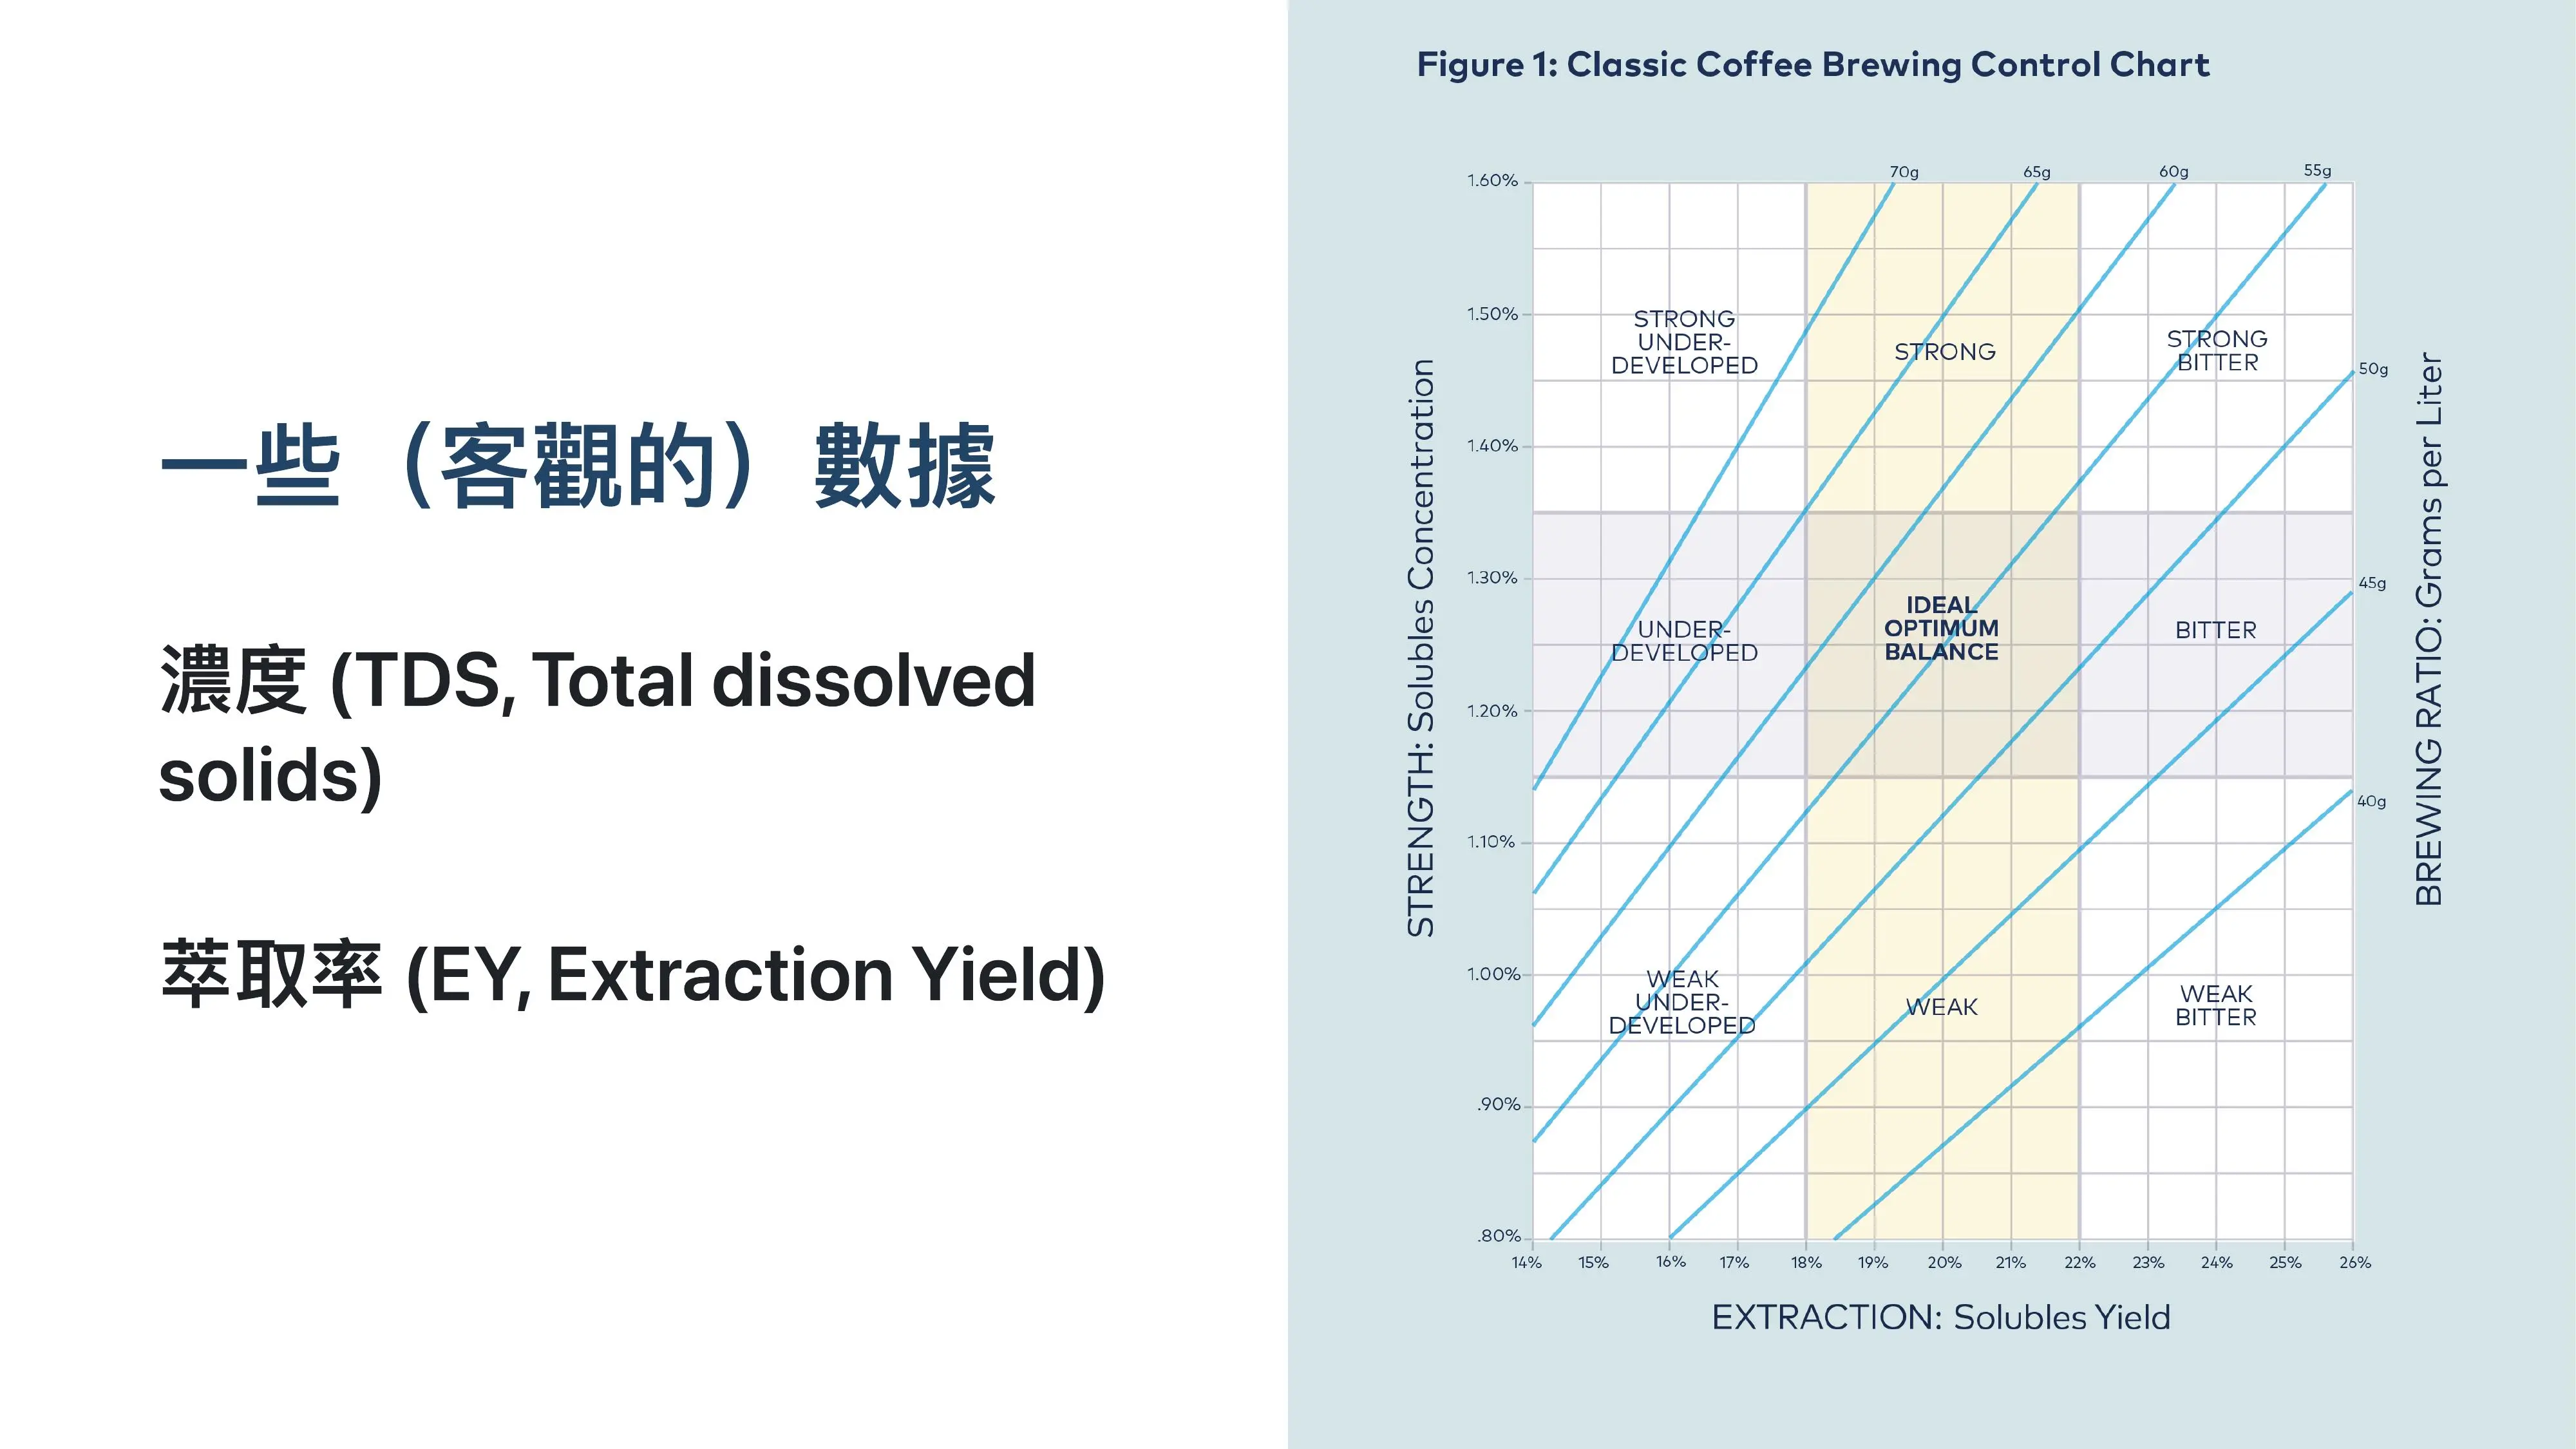 一些（客觀的）數據
濃度 (TDS, Total dissolved
solids)
萃取率 (EY, Extraction Yield)
Figure 1: Classic Coffee Brewing Control Chart
70g
65g
60g
55g
50g
45g
40g
1.60%
1.50%
1.40%
1.30%
1.20%
1.10%
1.00%
.90%
.80%
STRENGTH: Solubles Concentration
STRONG
UNDER-
DEVELOPED
STRONG
STRONG
BITTER
UNDER-
DEVELOPED
IDEAL
OPTIMUM
BALANCE
BITTER
WEAK
UNDER-
DEVELOPED
WEAK
WEAK
BITTER
BREWING RATIO: Grams per Liter
14%
15%
16%
17%
18%
19%
20%
21%
22%
23%
24%
25%
26%
EXTRACTION: Solubles Yield